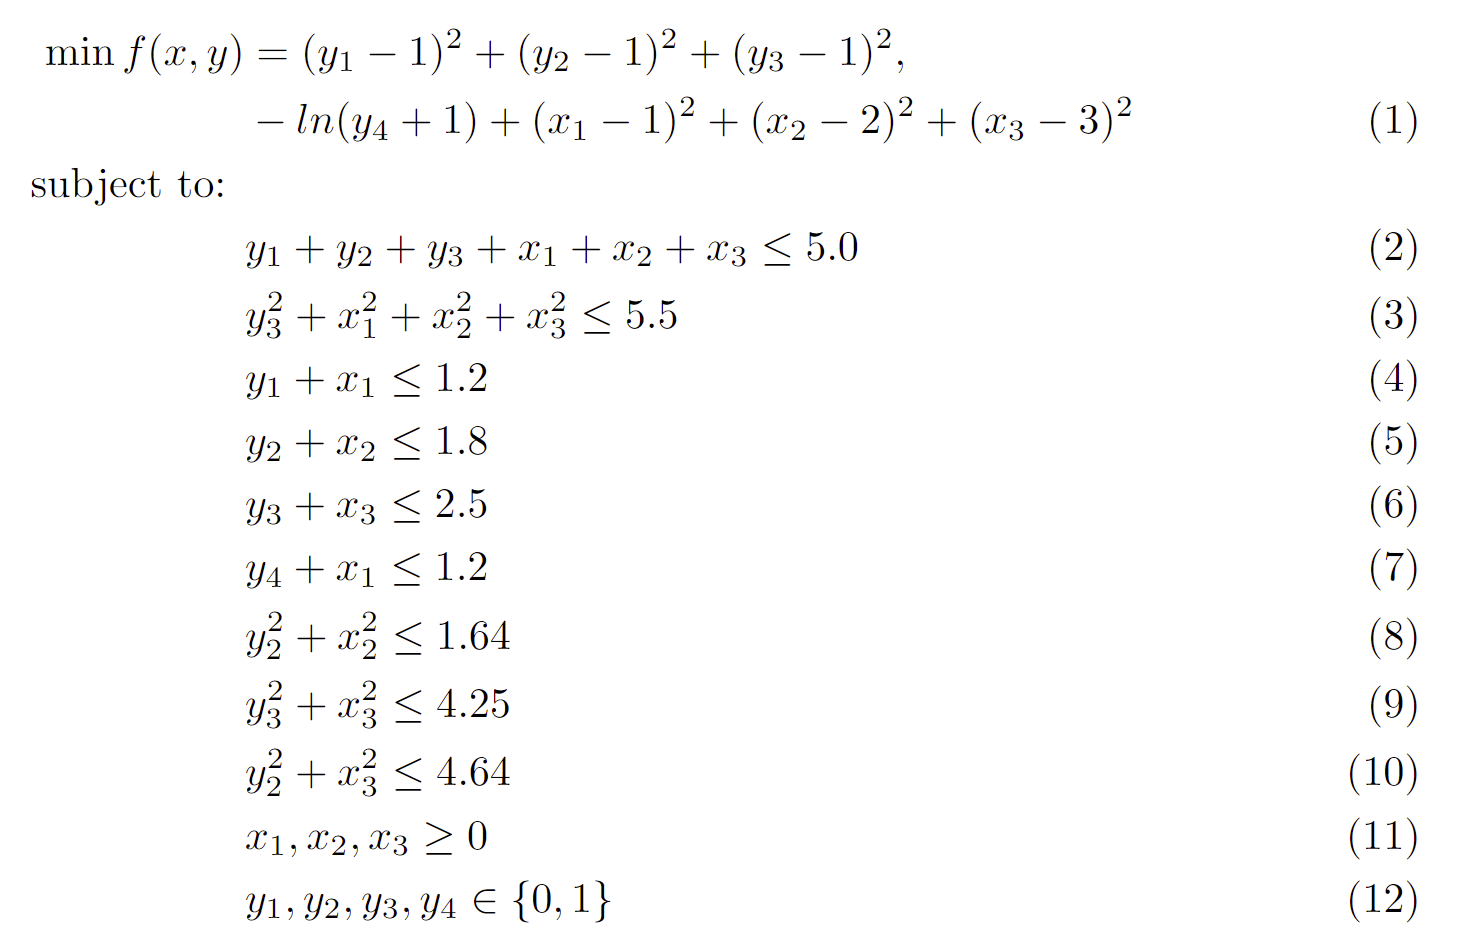 min f(x, y) = (y₁ − 1)² + (y₂ − 1)² + (y₃ − 1)²,
− ln(y₄ + 1) + (x₁ − 1)² + (x₂ − 2)² + (x₃ − 3)² (1)
subject to:
y₁ + y₂ + y₃ + x₁ + x₂ + x₃ ≤ 5.0 (2)
y₃² + x₁² + x₂² + x₃² ≤ 5.5 (3)
y₁ + x₁ ≤ 1.2 (4)
y₂ + x₂ ≤ 1.8 (5)
y₃ + x₃ ≤ 2.5 (6)
y₄ + x₁ ≤ 1.2 (7)
y₂² + x₂² ≤ 1.64 (8)
y₃² + x₃² ≤ 4.25 (9)
y₂² + x₃² ≤ 4.64 (10)
x₁, x₂, x₃ ≥ 0 (11)
y₁, y₂, y₃, y₄ ∈ {0, 1} (12)